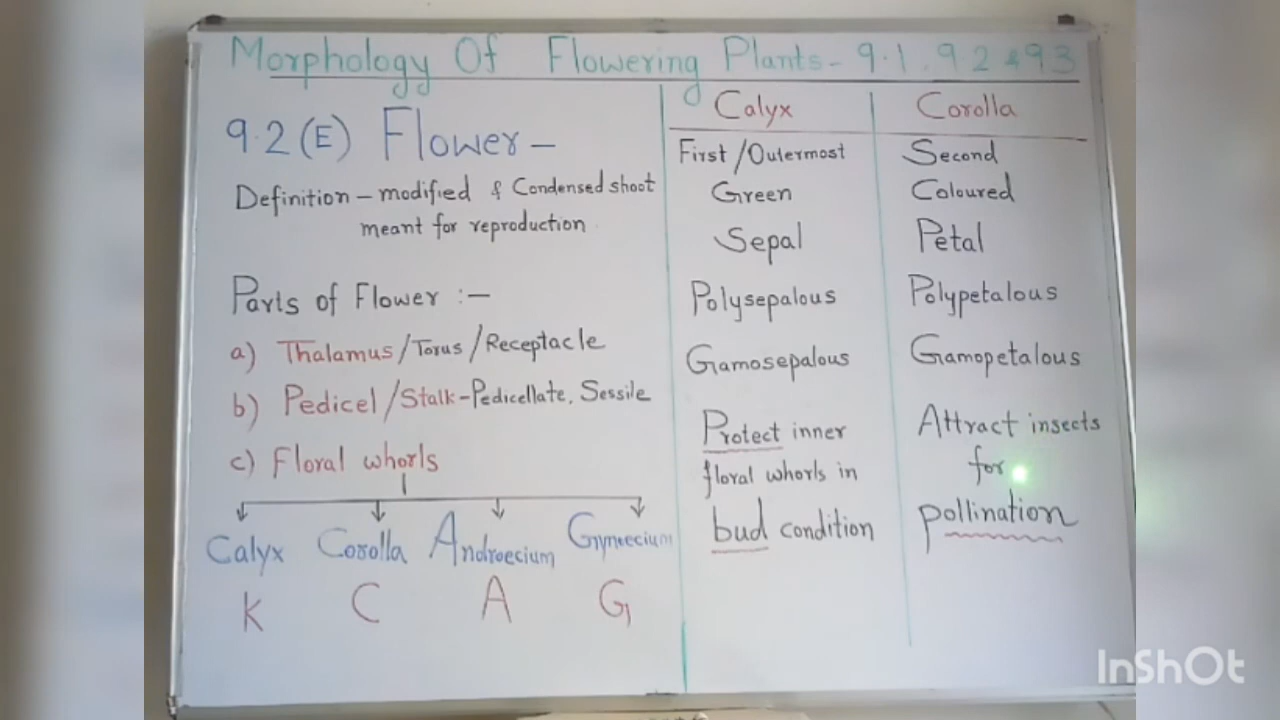 Morphology Of Flowering Plants - 9.1, 9.2 & 9.3
9.2 (E) Flower -
Definition - modified & Condensed shoot
meant for reproduction
Parts of Flower :-
a) Thalamus / Torus / Receptacle
b) Pedicel / Stalk - Pedicellate, Sessile
c) Floral whorls
Calyx Corolla Androecium Gynoecium
K C A G
Calyx Corolla
First / Outermost Second
Green Coloured
Sepal Petal
Polysepalous Polypetalous
Gamosepalous Gamopetalous
Protect inner
floral whorls in
bud condition
Attract insects
for
pollination
InShOt